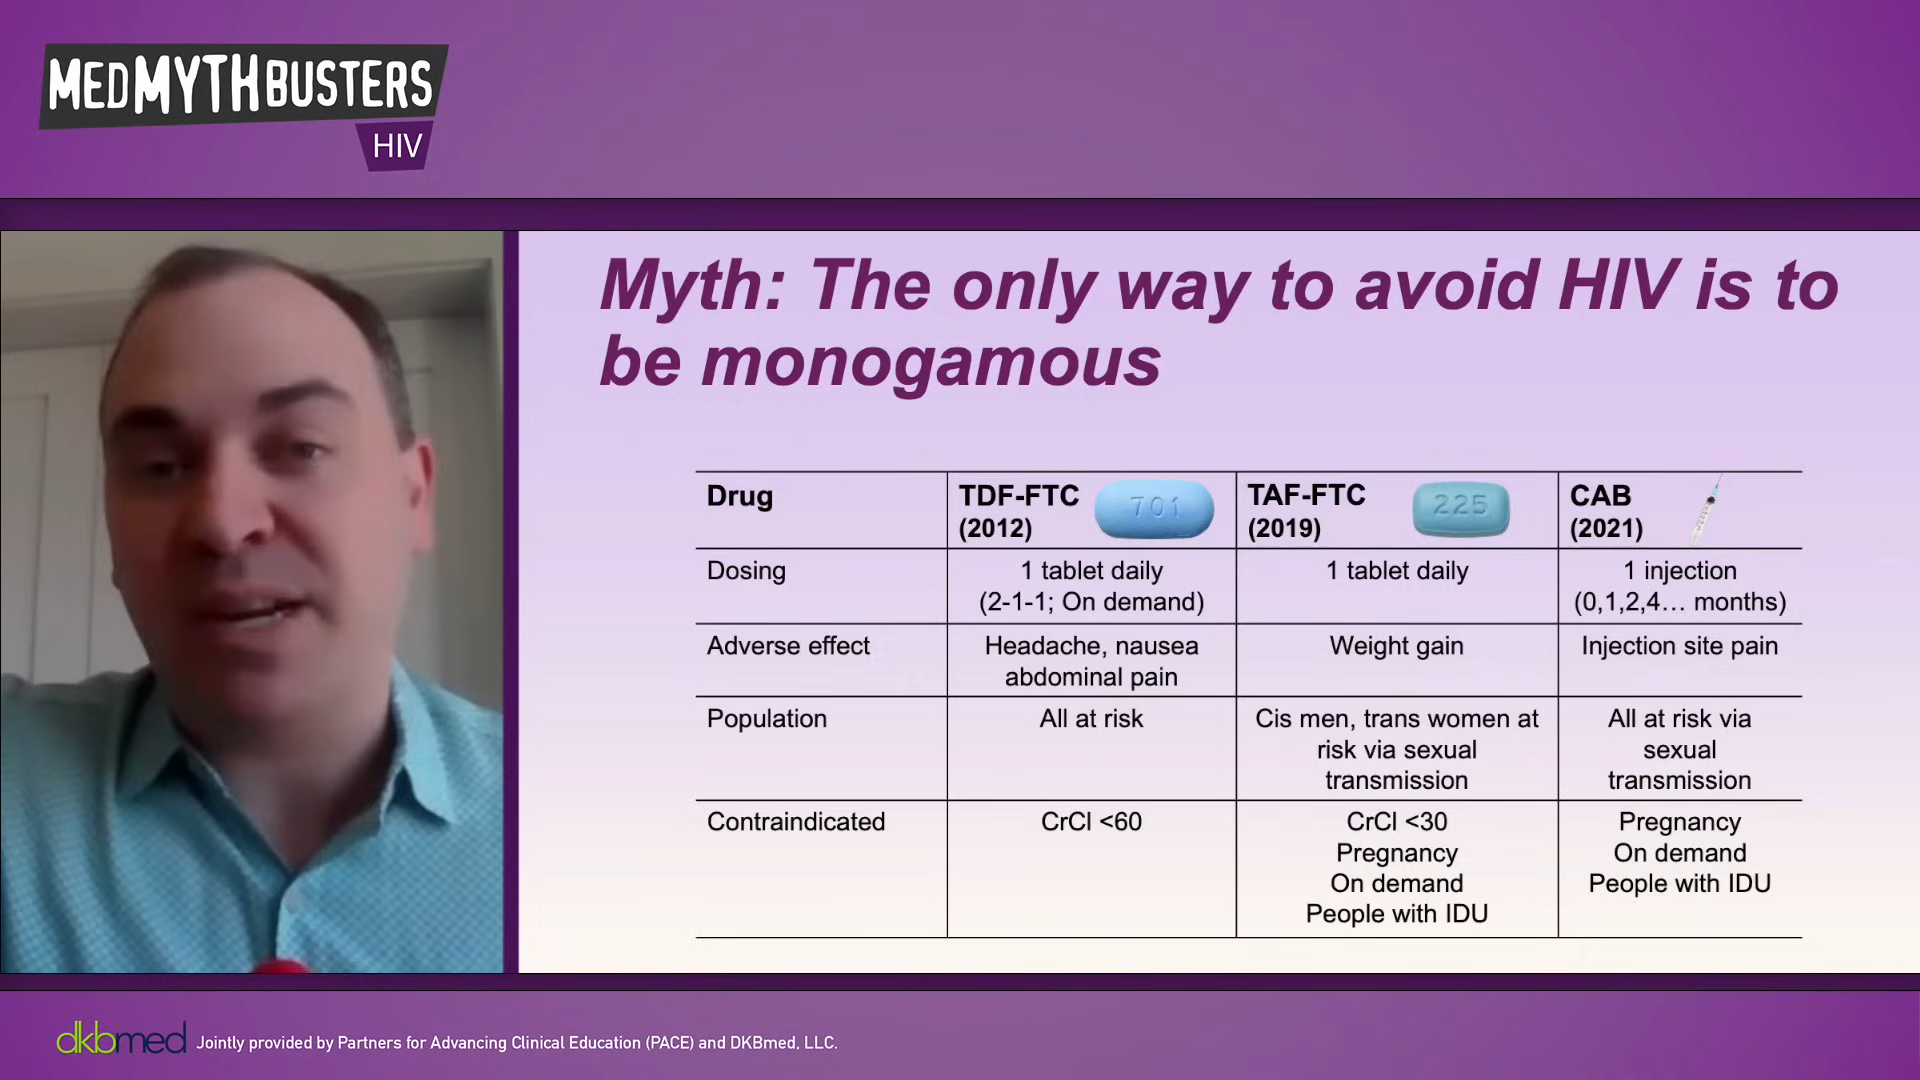 MEDMYTHBUSTERS
HIV
Myth: The only way to avoid HIV is to
be monogamous
Drug
TDF-FTC
(2012)
701
TAF-FTC
(2019)
225
CAB
(2021)
Dosing
1 tablet daily
(2-1-1; On demand)
1 tablet daily
1 injection
(0,1,2,4… months)
Adverse effect
Headache, nausea
abdominal pain
Weight gain
Injection site pain
Population
All at risk
Cis men, trans women at
risk via sexual
transmission
All at risk via
sexual
transmission
Contraindicated
CrCl <60
CrCl <30
Pregnancy
On demand
People with IDU
Pregnancy
On demand
People with IDU
dkbmed Jointly provided by Partners for Advancing Clinical Education (PACE) and DKBmed, LLC.